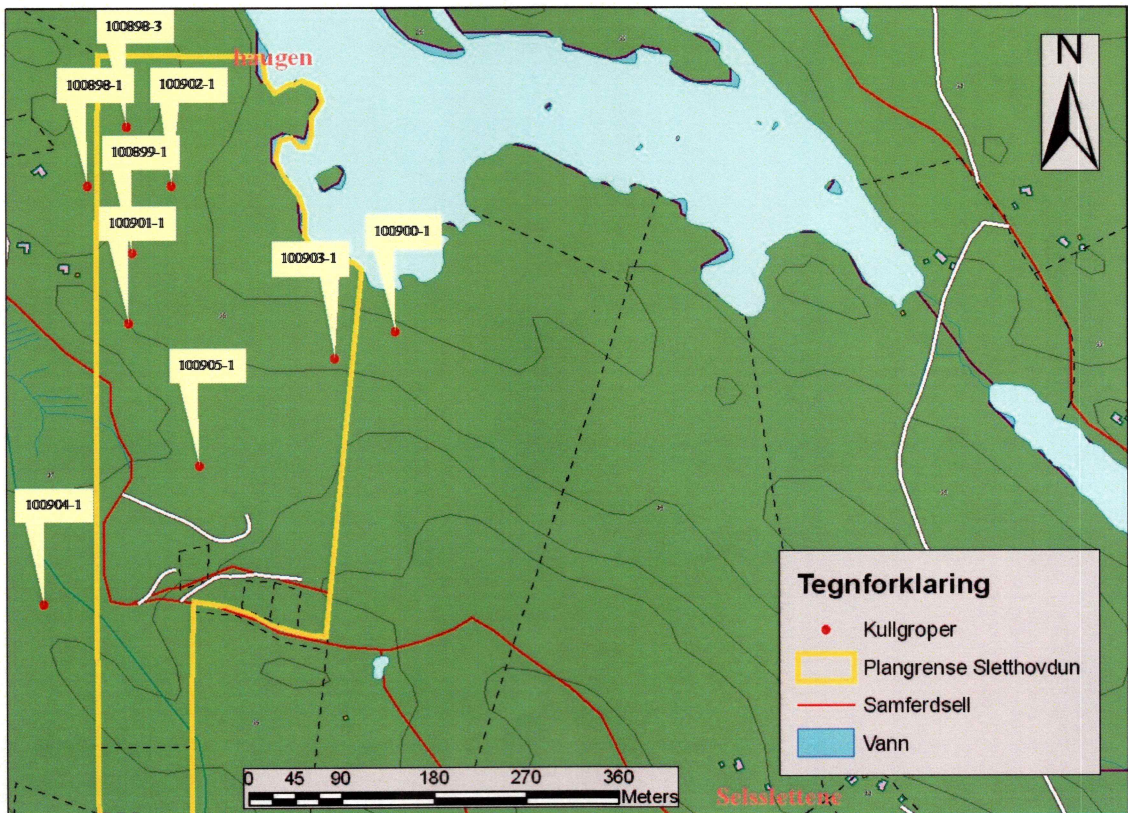 100898-3
haugen
100898-1
100902-1
100899-1
100901-1
100903-1
100900-1
100905-1
100904-1
N
Tegnforklaring
Kullgroper
Plangrense Sletthovdun
Samferdsell
Vann
0 45 90 180 270 360
Meters
Selsslettene